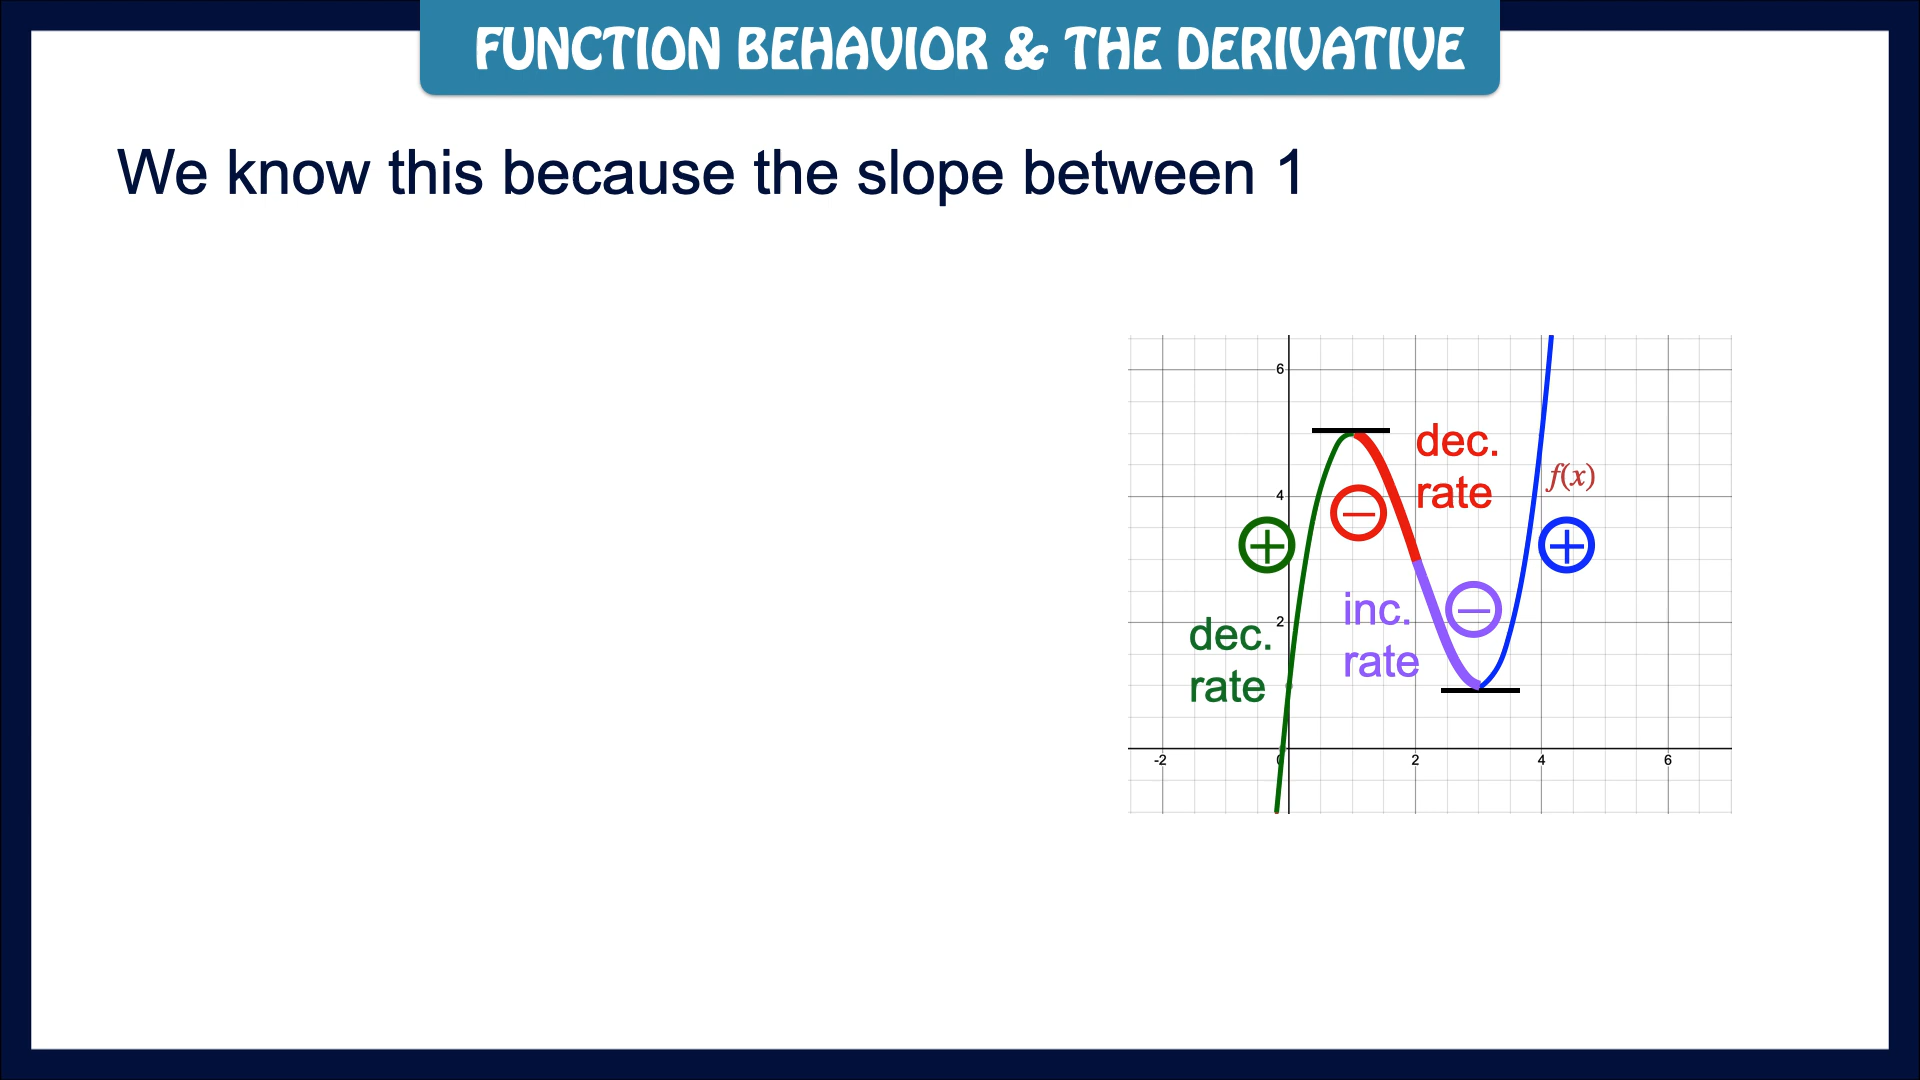 FUNCTION BEHAVIOR & THE DERIVATIVE
We know this because the slope between 1
6
dec.
rate
f(x)
4
+
−
+
inc.
rate
−
2
dec.
rate
-2
0
2
4
6